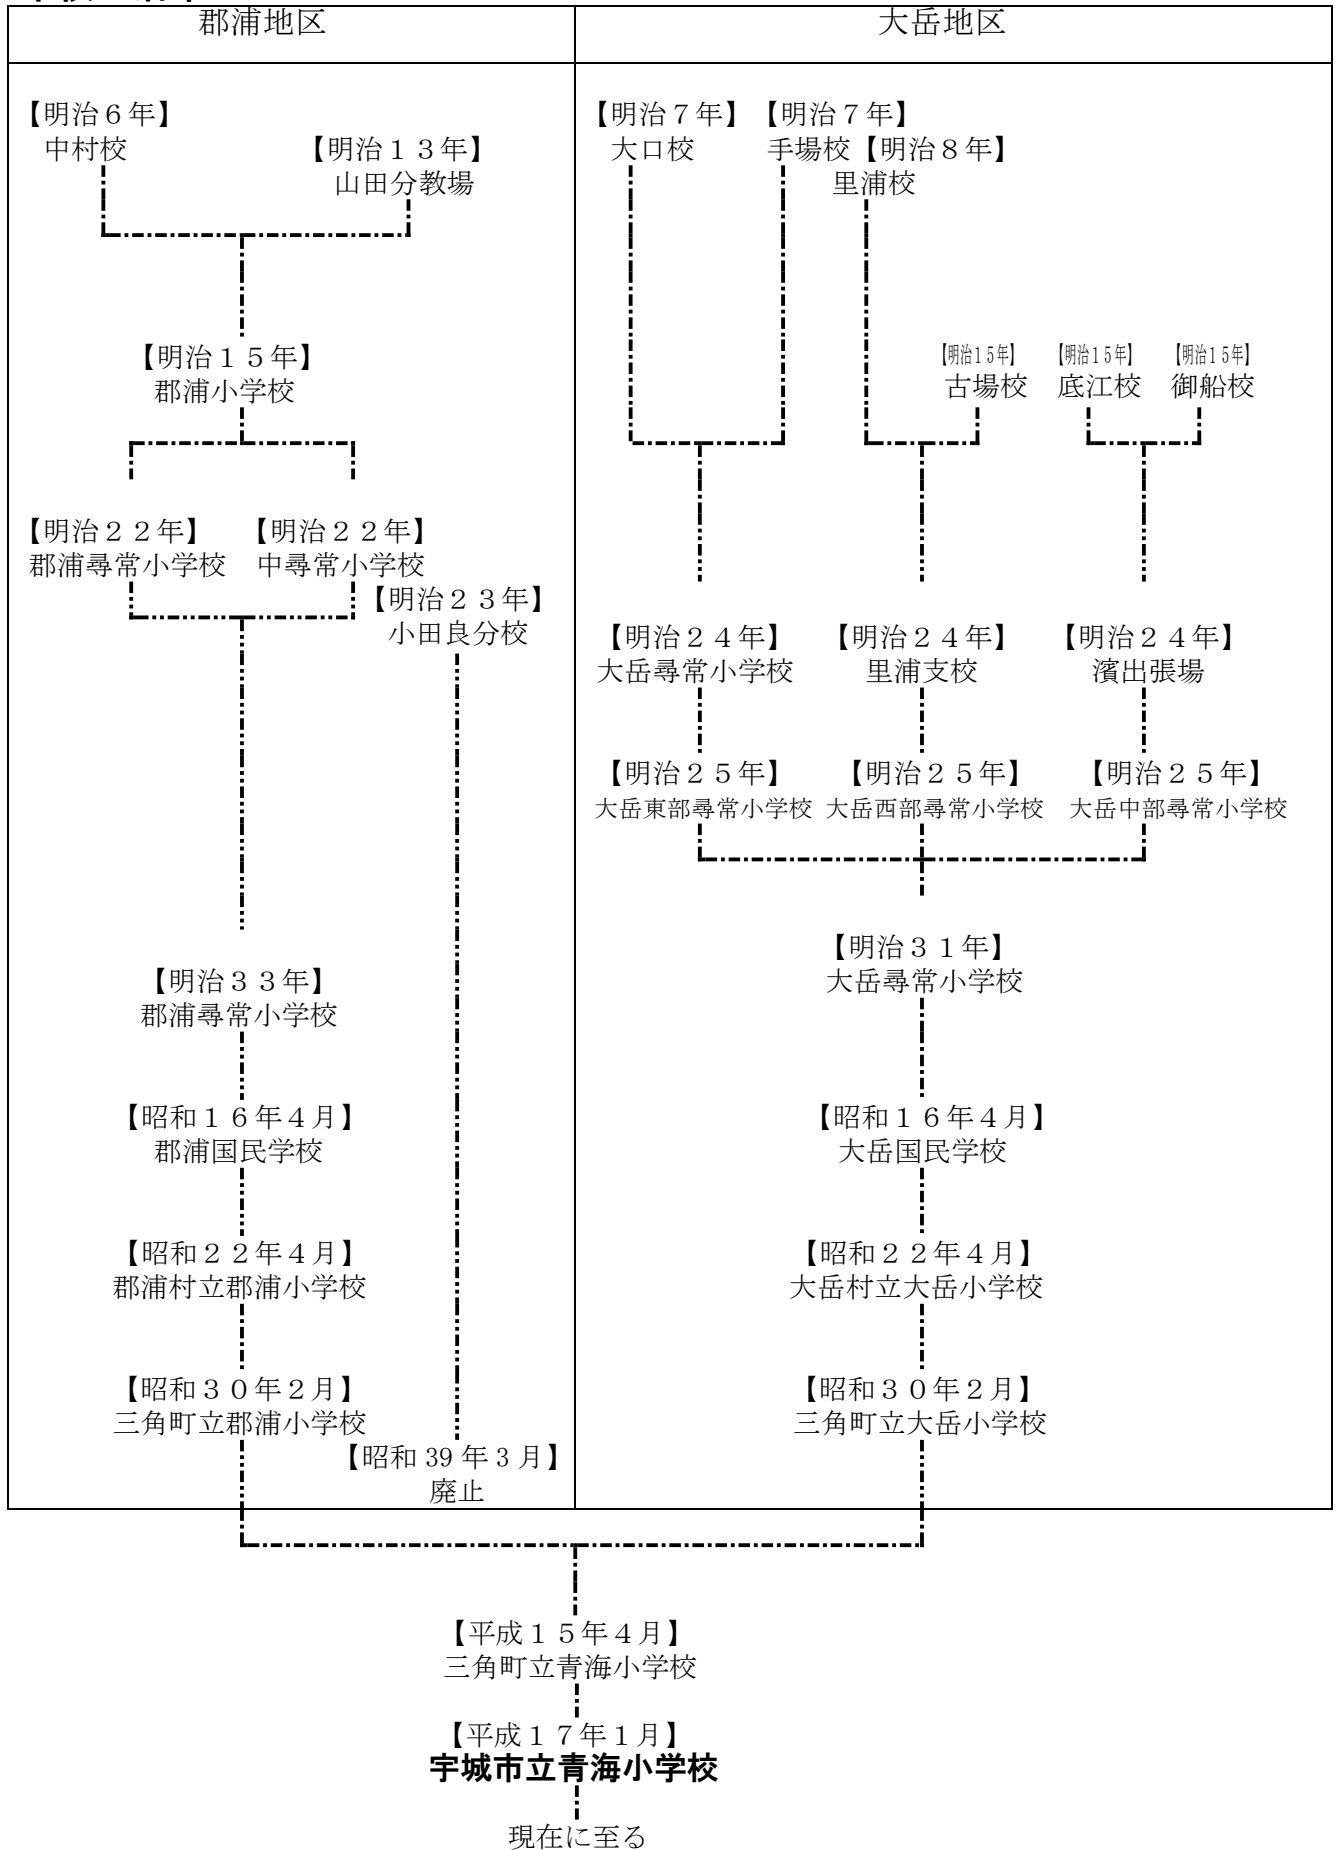 郡浦地区
大岳地区
【明治６年】
中村校
【明治１３年】
山田分教場
【明治１５年】
郡浦小学校
【明治２２年】
郡浦尋常小学校
【明治２２年】
中尋常小学校
【明治２３年】
小田良分校
【明治３３年】
郡浦尋常小学校
【昭和１６年４月】
郡浦国民学校
【昭和２２年４月】
郡浦村立郡浦小学校
【昭和３０年２月】
三角町立郡浦小学校
【昭和 39 年 3 月】
廃止
【明治７年】
大口校
【明治７年】
手場校
【明治８年】
里浦校
【明治15年】
古場校
【明治15年】
底江校
【明治15年】
御船校
【明治２４年】
大岳尋常小学校
【明治２４年】
里浦支校
【明治２４年】
濱出張場
【明治２５年】
大岳東部尋常小学校
【明治２５年】
大岳西部尋常小学校
【明治２５年】
大岳中部尋常小学校
【明治３１年】
大岳尋常小学校
【昭和１６年４月】
大岳国民学校
【昭和２２年４月】
大岳村立大岳小学校
【昭和３０年２月】
三角町立大岳小学校
【平成１５年４月】
三角町立青海小学校
【平成１７年１月】
宇城市立青海小学校
現在に至る